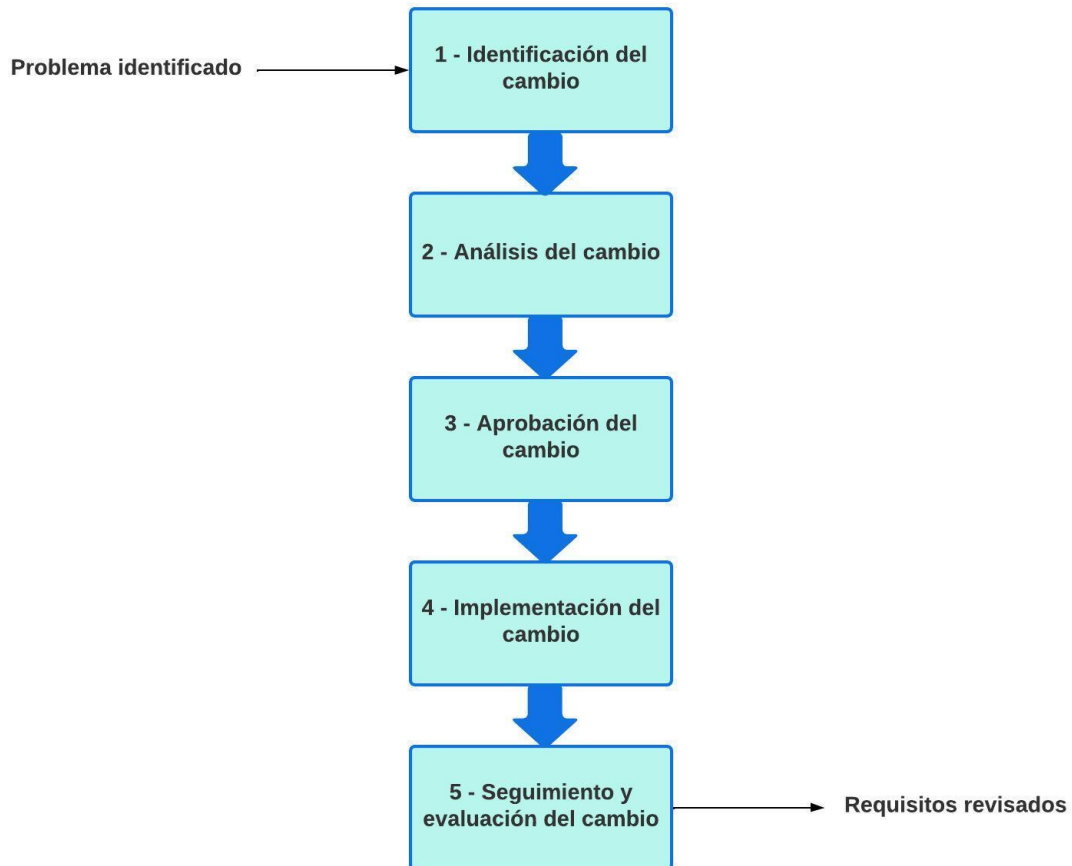 Problema identificado
1 - Identificación del
cambio
2 - Análisis del cambio
3 - Aprobación del
cambio
4 - Implementación del
cambio
5 - Seguimiento y
evaluación del cambio
Requisitos revisados